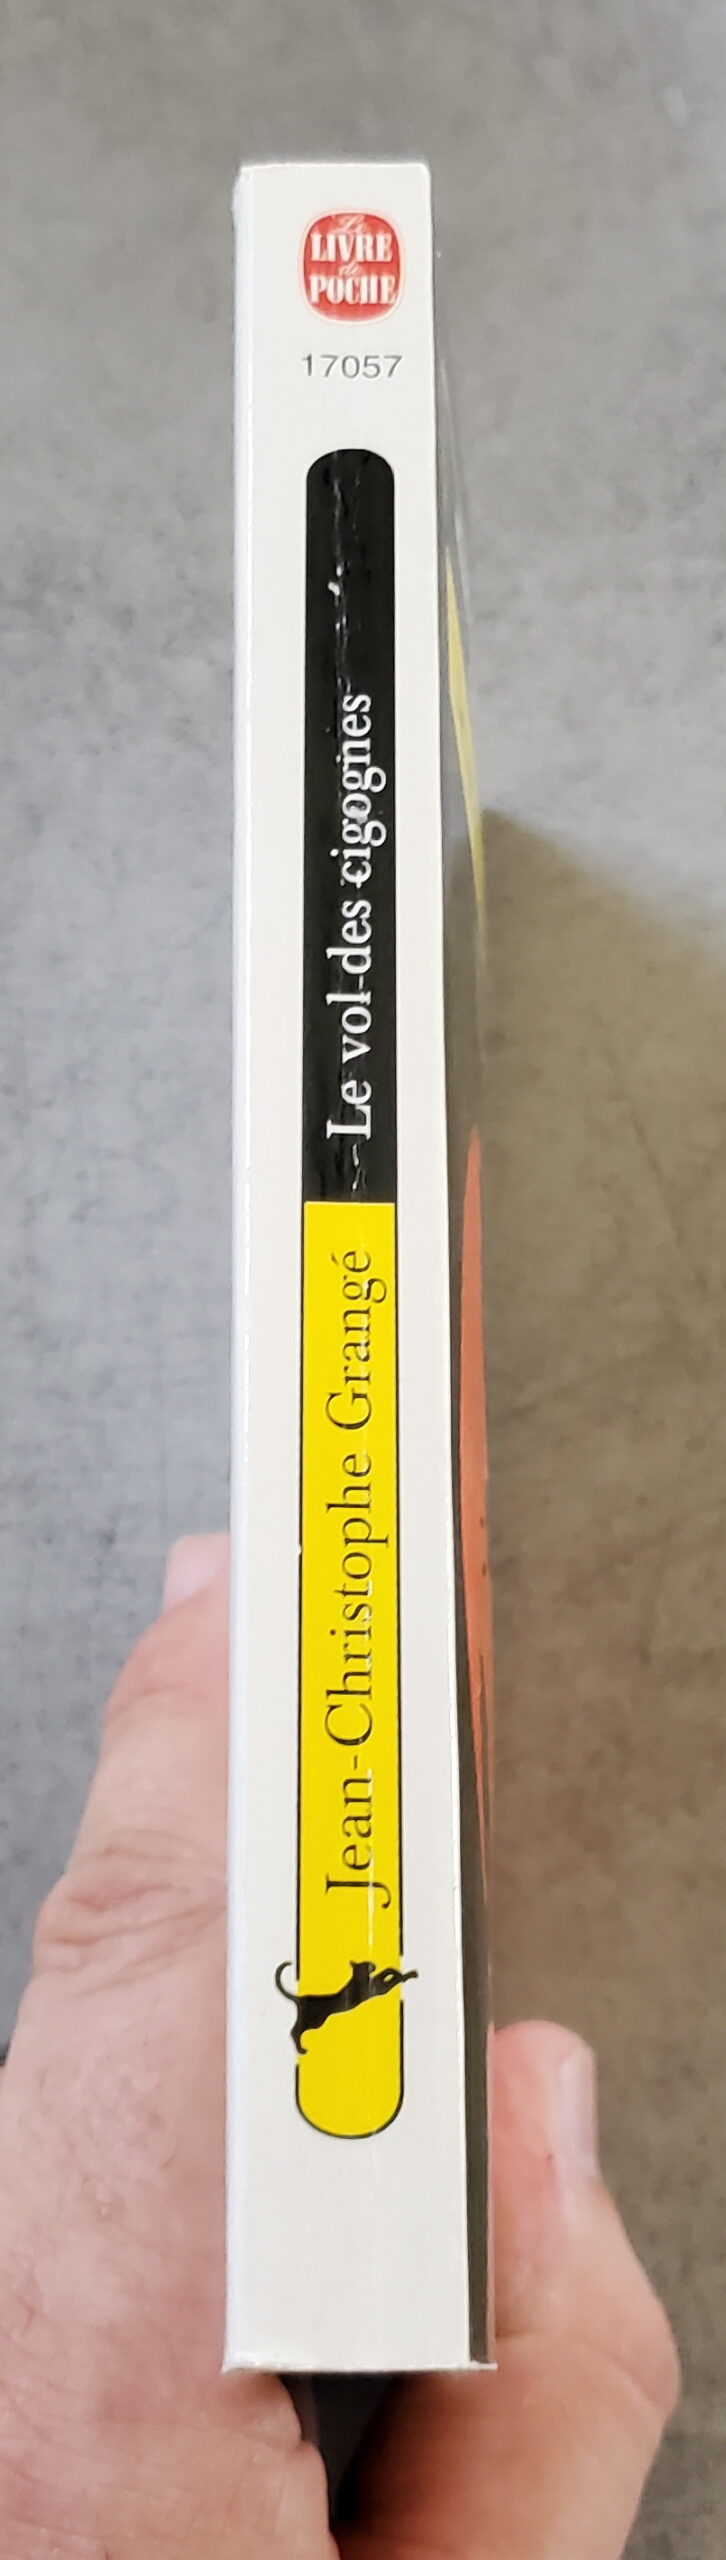 Le
LIVRE
de
POCHE
17057
Le vol des cigognes
Jean-Christophe Grangé